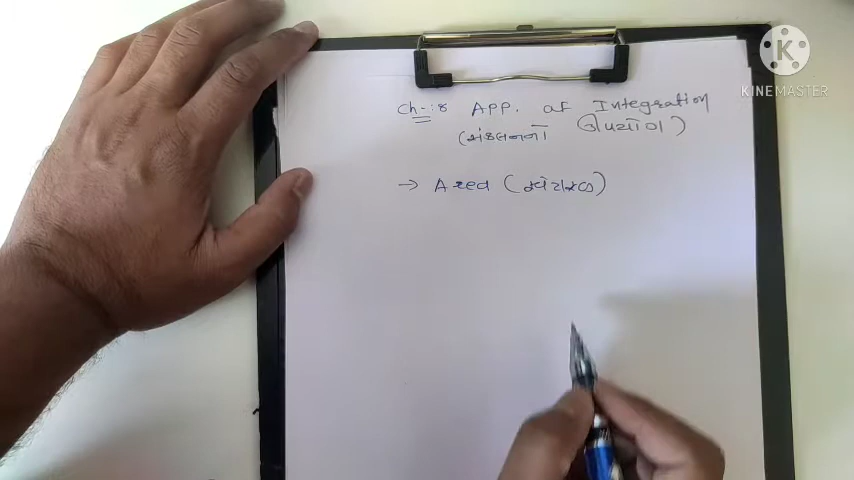 Ch-:8 APP. of Integration
(સંકલનનો ઉપયોગ)
→ Area (ક્ષેત્રફળ)
K
KINEMASTER